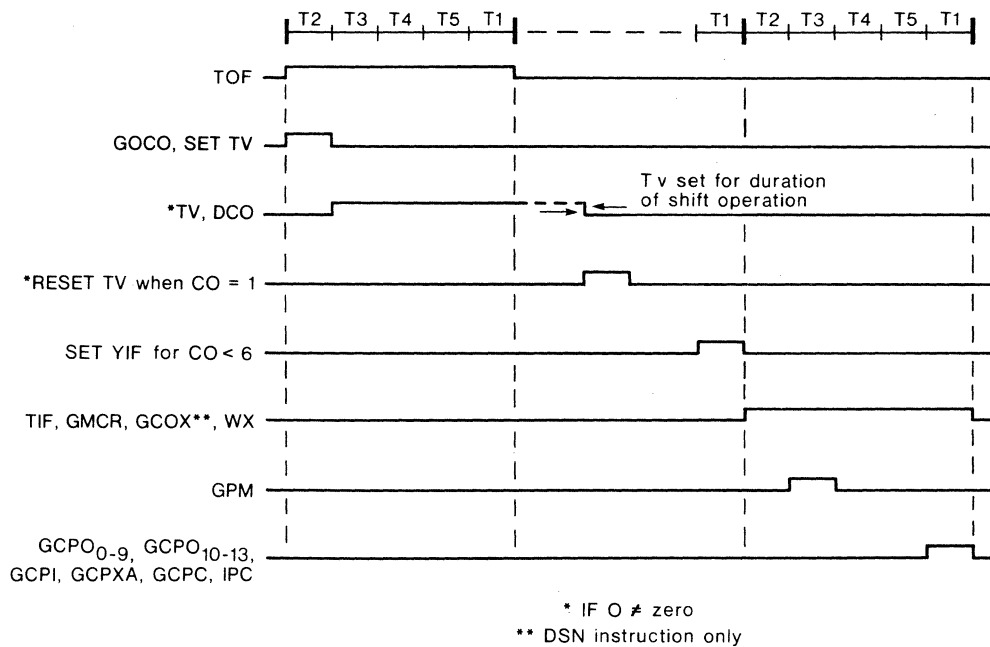 T2 T3 T4 T5 T1 T1 T2 T3 T4 T5 T1
TOF
GOCO, SET TV
Tv set for duration
of shift operation
*TV, DCO
*RESET TV when CO = 1
SET YIF for CO < 6
TIF, GMCR, GCOX**, WX
GPM
GCPO0-9, GCPO10-13,
GCPI, GCPXA, GCPC, IPC
* IF O ≠ zero
** DSN instruction only